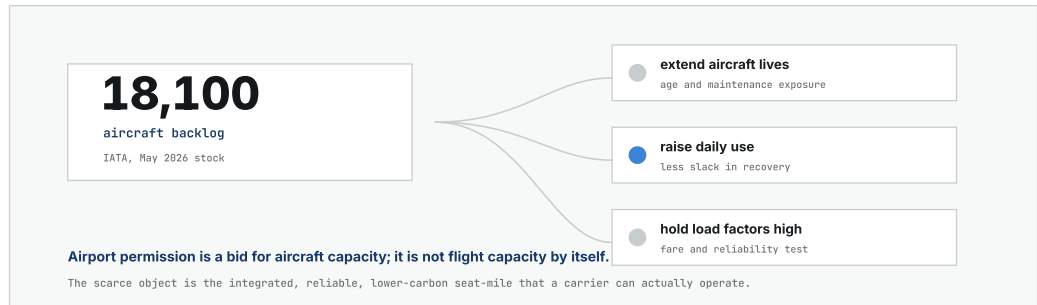 18,100
aircraft backlog
IATA, May 2026 stock
extend aircraft lives
age and maintenance exposure
raise daily use
less slack in recovery
hold load factors high
fare and reliability test
Airport permission is a bid for aircraft capacity; it is not flight capacity by itself.
The scarce object is the integrated, reliable, lower-carbon seat-mile that a carrier can actually operate.